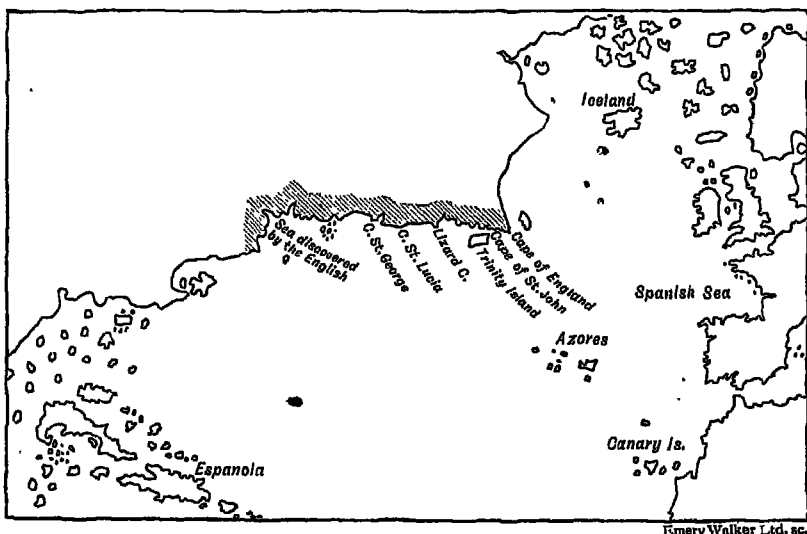 Iceland
Sea discovered
by the English
C. St. George
C. St. Lucia
Lizard C.
Trinity Island
Cape of St. John
Cape of England
Spanish Sea
Azores
Canary Is.
Espanola
Emery Walker Ltd. sc.